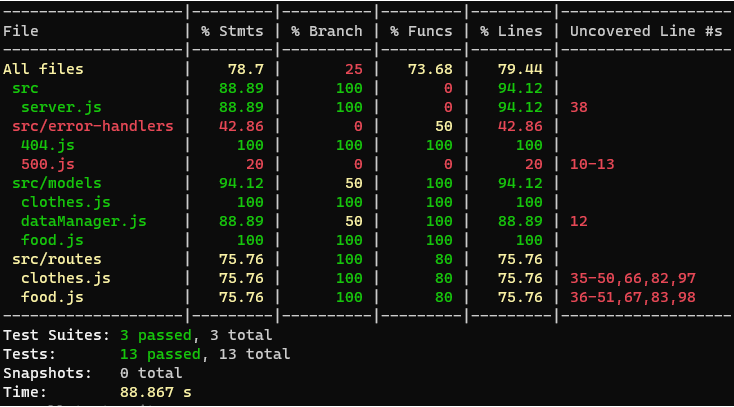 --------------------|---------|----------|---------|---------|-------------------
File                | % Stmts | % Branch | % Funcs | % Lines | Uncovered Line #s
--------------------|---------|----------|---------|---------|-------------------
All files           |    78.7 |       25 |   73.68 |   79.44 |
 src                |   88.89 |      100 |       0 |   94.12 |
  server.js         |   88.89 |      100 |       0 |   94.12 | 38
 src/error-handlers |   42.86 |        0 |      50 |   42.86 |
  404.js            |     100 |      100 |     100 |     100 |
  500.js            |      20 |        0 |       0 |      20 | 10-13
 src/models         |   94.12 |       50 |     100 |   94.12 |
  clothes.js        |     100 |      100 |     100 |     100 |
  dataManager.js    |   88.89 |       50 |     100 |   88.89 | 12
  food.js           |     100 |      100 |     100 |     100 |
 src/routes         |   75.76 |      100 |      80 |   75.76 |
  clothes.js        |   75.76 |      100 |      80 |   75.76 | 35-50,66,82,97
  food.js           |   75.76 |      100 |      80 |   75.76 | 36-51,67,83,98
--------------------|---------|----------|---------|---------|-------------------
Test Suites: 3 passed, 3 total
Tests:       13 passed, 13 total
Snapshots:   0 total
Time:        88.867 s